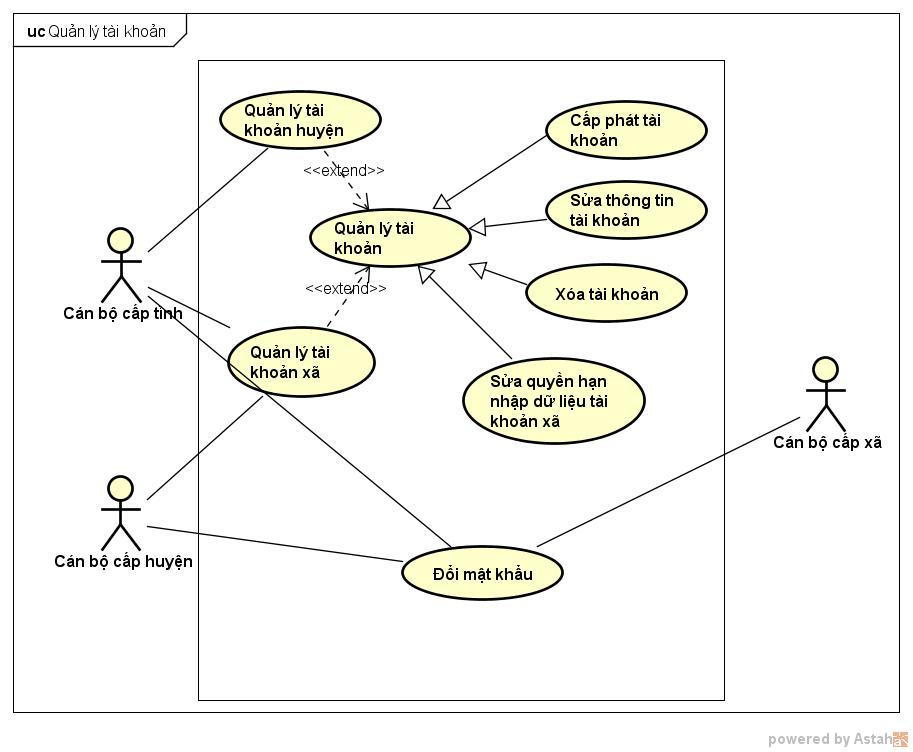 uc Quản lý tài khoản
Quản lý tài
khoản huyện
Cấp phát tài
khoản
<<extend>>
Sửa thông tin
tài khoản
Quản lý tài
khoản
<<extend>>
Xóa tài khoản
Cán bộ cấp tỉnh
Quản lý tài
khoản xã
Sửa quyền hạn
nhập dữ liệu tài
khoản xã
Cán bộ cấp xã
Cán bộ cấp huyện
Đổi mật khẩu
powered by Astah